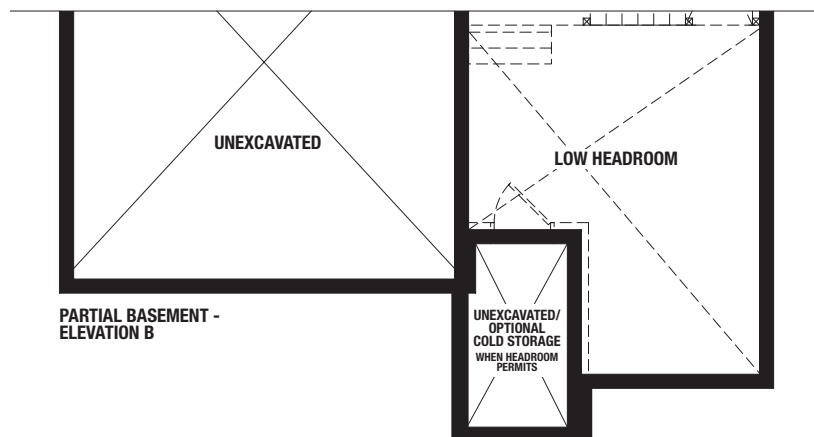 UNEXCAVATED
LOW HEADROOM
PARTIAL BASEMENT -
ELEVATION B
UNEXCAVATED/
OPTIONAL
COLD STORAGE
WHEN HEADROOM
PERMITS